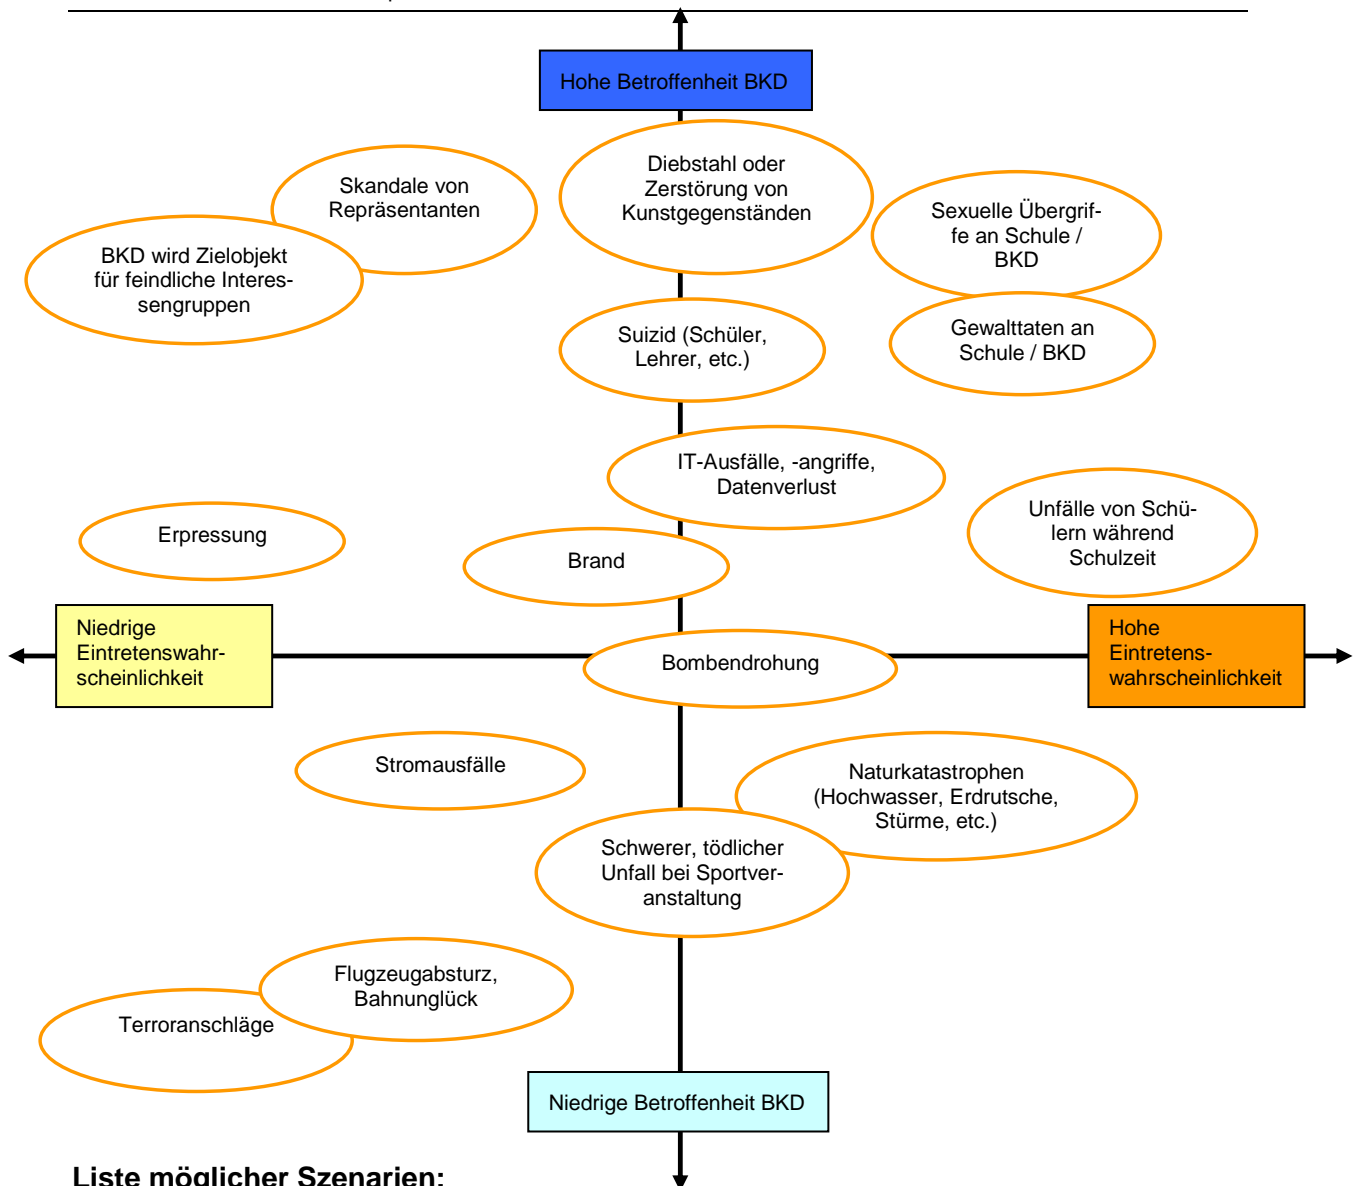 Hohe Betroffenheit BKD
Diebstahl oder
Zerstörung von
Kunstgegenständen
Skandale von
Repräsentanten
Sexuelle Übergrif-
fe an Schule /
BKD
BKD wird Zielobjekt
für feindliche Interes-
sengruppen
Suizid (Schüler,
Lehrer, etc.)
Gewalttaten an
Schule / BKD
IT-Ausfälle, -angriffe,
Datenverlust
Unfälle von Schü-
lern während
Schulzeit
Erpressung
Brand
Niedrige
Eintretenswahr-
scheinlichkeit
Bombendrohung
Hohe
Eintretens-
wahrscheinlichkeit
Stromausfälle
Naturkatastrophen
(Hochwasser, Erdrutsche,
Stürme, etc.)
Schwerer, tödlicher
Unfall bei Sportver-
anstaltung
Flugzeugabsturz,
Bahnunglück
Terroranschläge
Niedrige Betroffenheit BKD
Liste möglicher Szenarien: